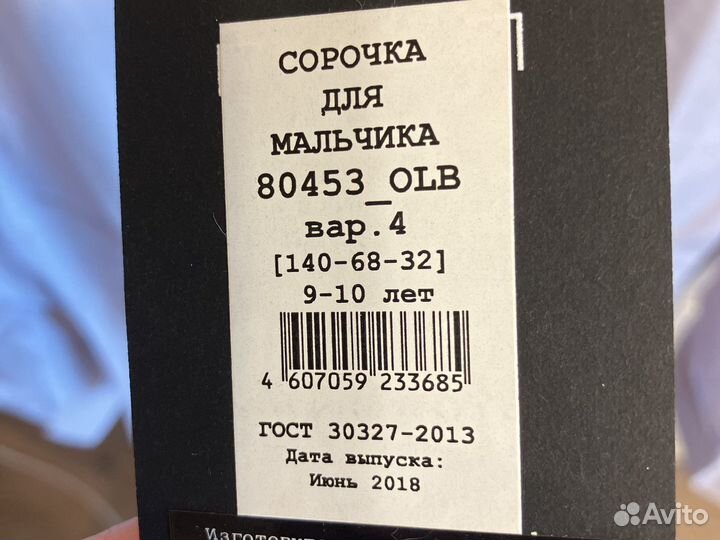 СОРОЧКА
ДЛЯ
МАЛЬЧИКА
80453_OLB
вар.4
[140-68-32]
9-10 лет
4 607059 233685
ГОСТ 30327-2013
Дата выпуска:
Июнь 2018
Avito